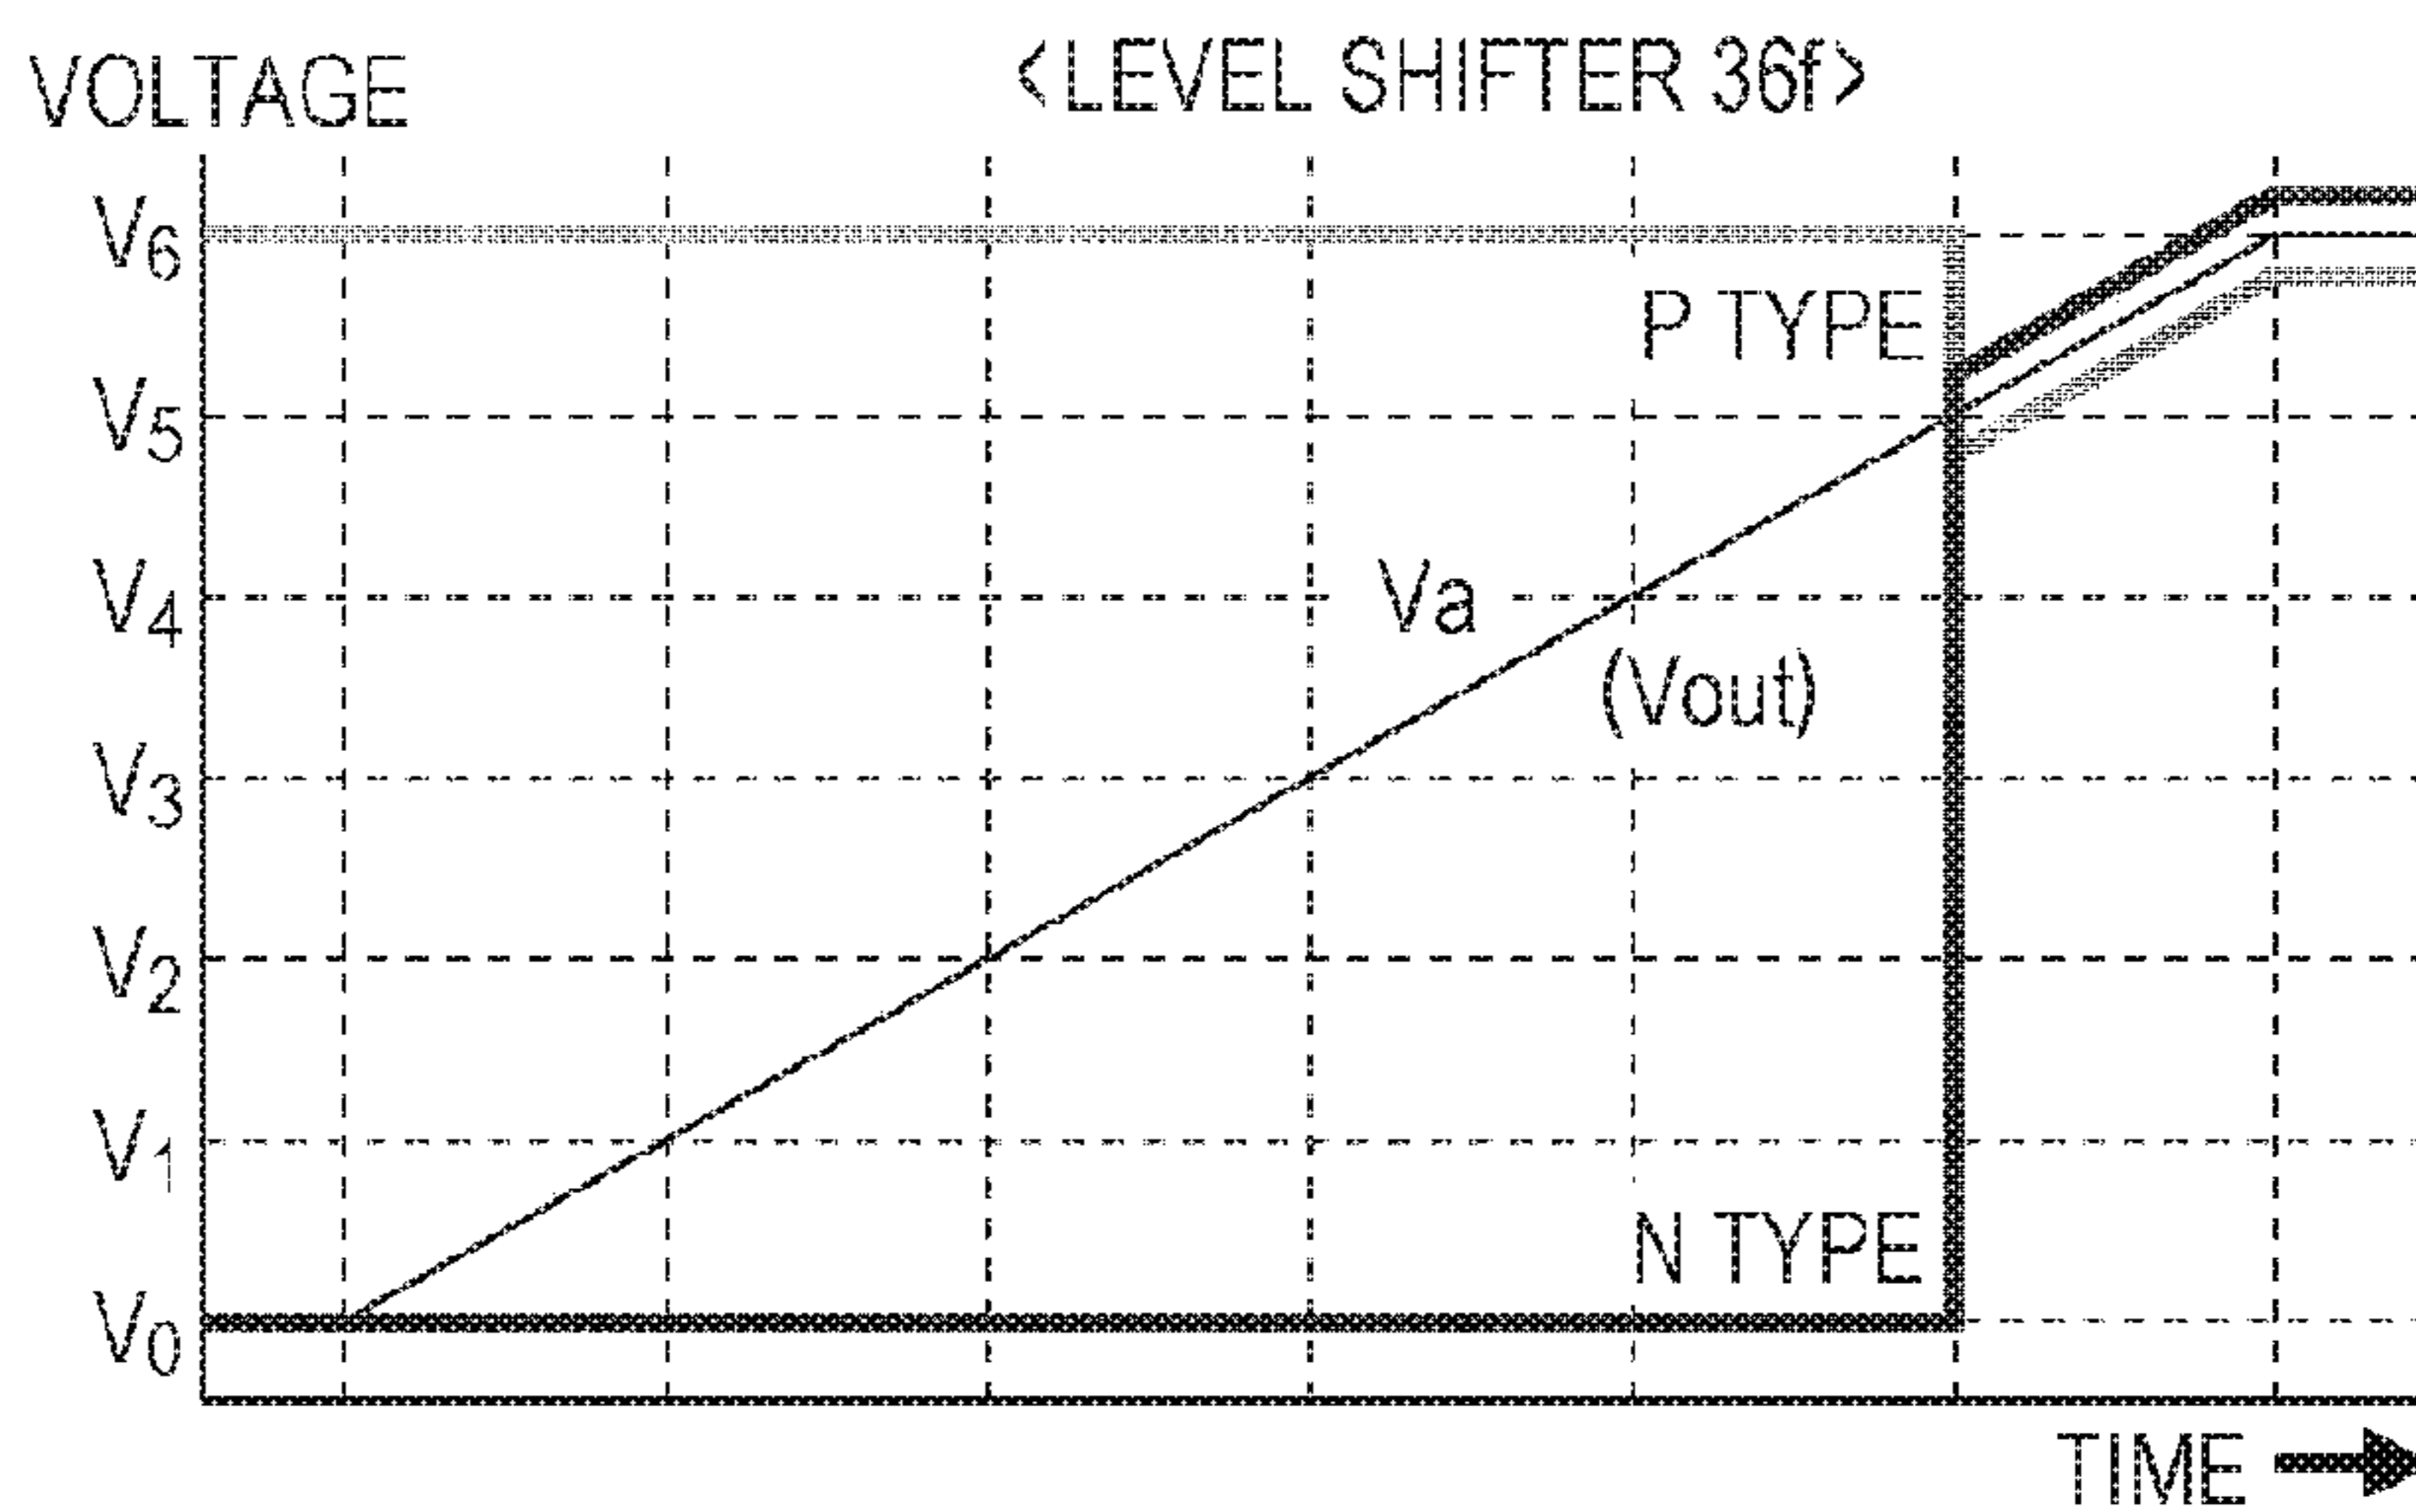 VOLTAGE
<LEVEL SHIFTER 36f>
V6
P TYPE
V5
V4
Va
(Vout)
V3
V2
V1
N TYPE
V0
TIME